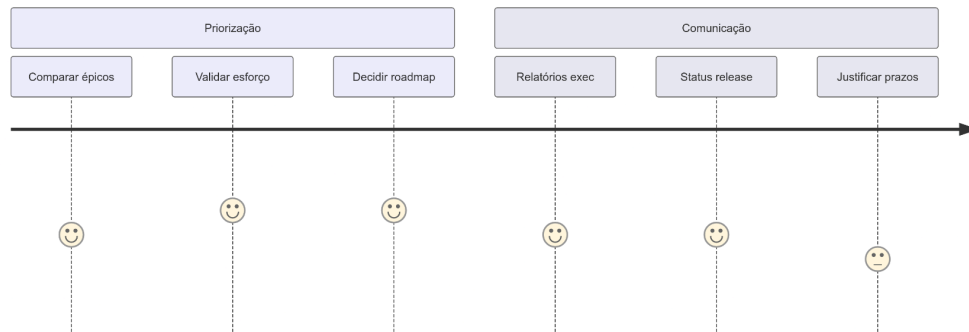 Priorização
Comunicação
Comparar épicos
Validar esforço
Decidir roadmap
Relatórios exec
Status release
Justificar prazos